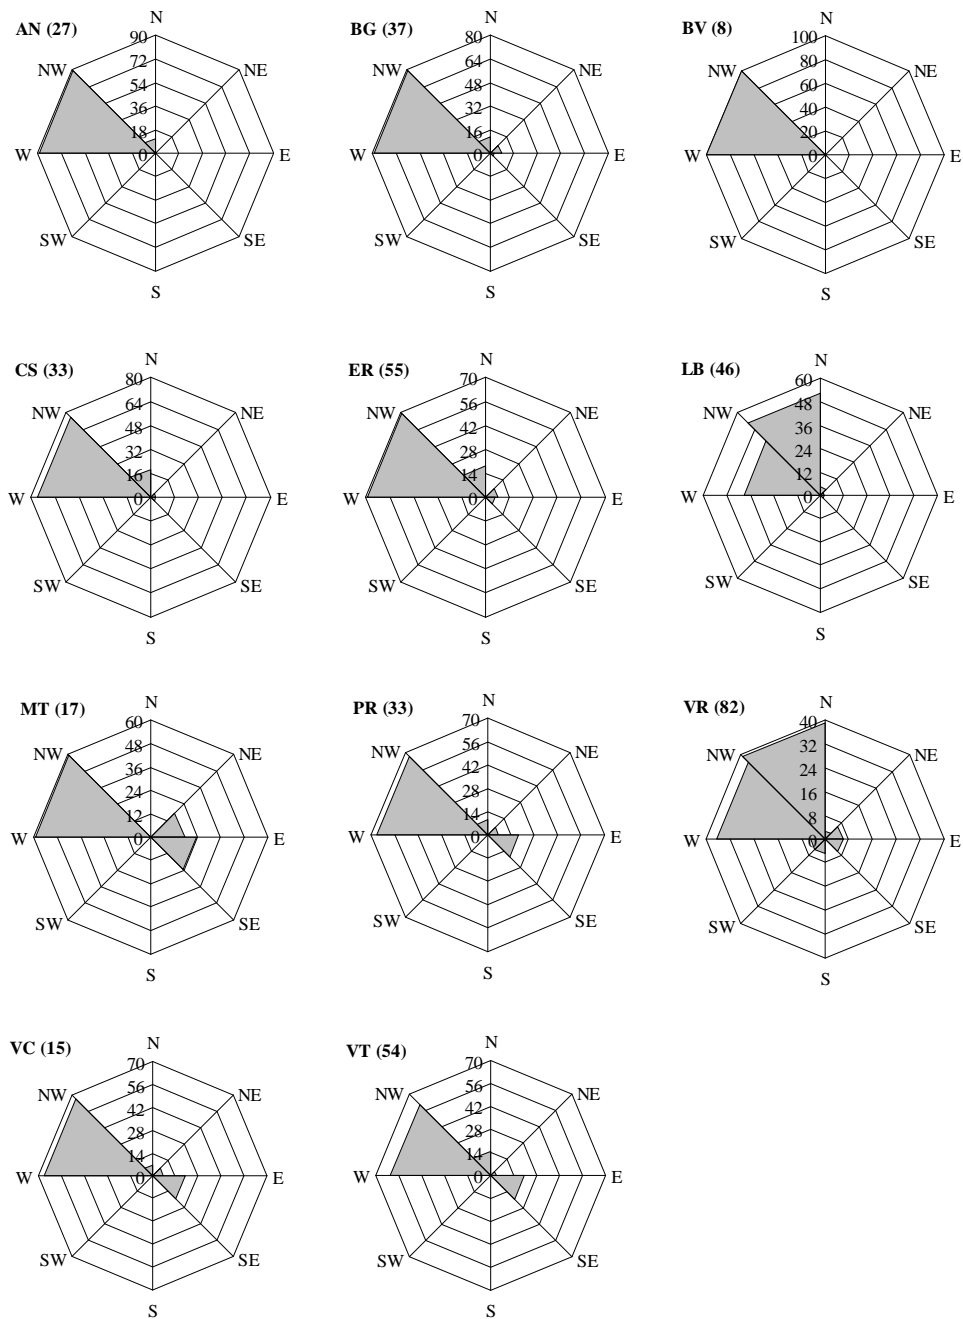 AN (27)
N
90
72
54
36
18
0
NW
NE
W
E
SW
SE
S
BG (37)
N
80
64
48
32
16
0
NW
NE
W
E
SW
SE
S
BV (8)
N
100
80
60
40
20
0
NW
NE
W
E
SW
SE
S
CS (33)
N
80
64
48
32
16
0
NW
NE
W
E
SW
SE
S
ER (55)
N
70
56
42
28
14
0
NW
NE
W
E
SW
SE
S
LB (46)
N
60
48
36
24
12
0
NW
NE
W
E
SW
SE
S
MT (17)
N
60
48
36
24
12
0
NW
NE
W
E
SW
SE
S
PR (33)
N
70
56
42
28
14
0
NW
NE
W
E
SW
SE
S
VR (82)
N
40
32
24
16
8
0
NW
NE
W
E
SW
SE
S
VC (15)
N
70
56
42
28
14
0
NW
NE
W
E
SW
SE
S
VT (54)
N
70
56
42
28
14
0
NW
NE
W
E
SW
SE
S